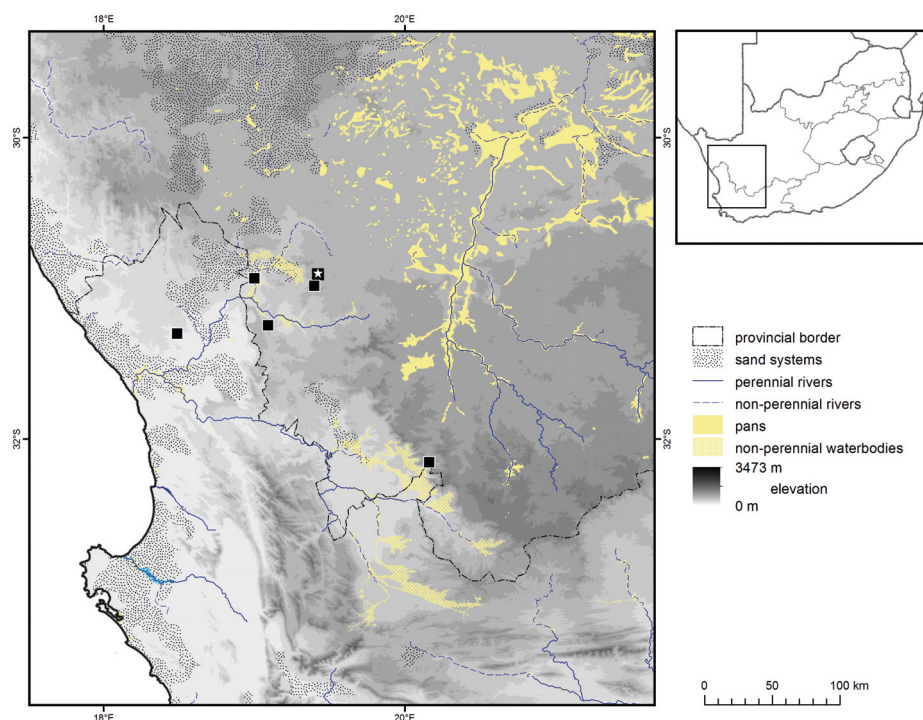 18°E 20°E
30°S 30°S
32°S 32°S
18°E 20°E
provincial border
sand systems
perennial rivers
non-perennial rivers
pans
non-perennial waterbodies
3473 m
elevation
0 m
0 50 100 km